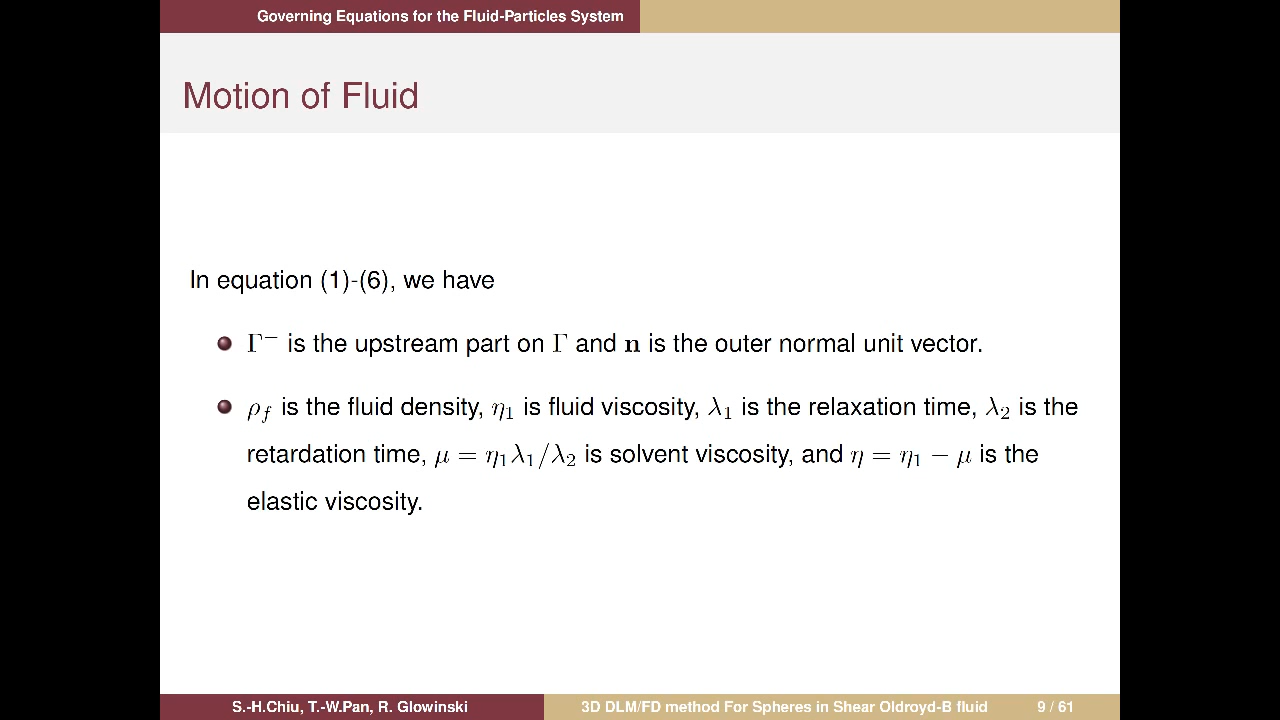 Governing Equations for the Fluid-Particles System
Motion of Fluid
In equation (1)-(6), we have
Γ⁻ is the upstream part on Γ and n is the outer normal unit vector.
ρ_f is the fluid density, η₁ is fluid viscosity, λ₁ is the relaxation time, λ₂ is the
retardation time, μ = η₁λ₁/λ₂ is solvent viscosity, and η = η₁ − μ is the
elastic viscosity.
S.-H.Chiu, T.-W.Pan, R. Glowinski
3D DLM/FD method For Spheres in Shear Oldroyd-B fluid
9 / 61